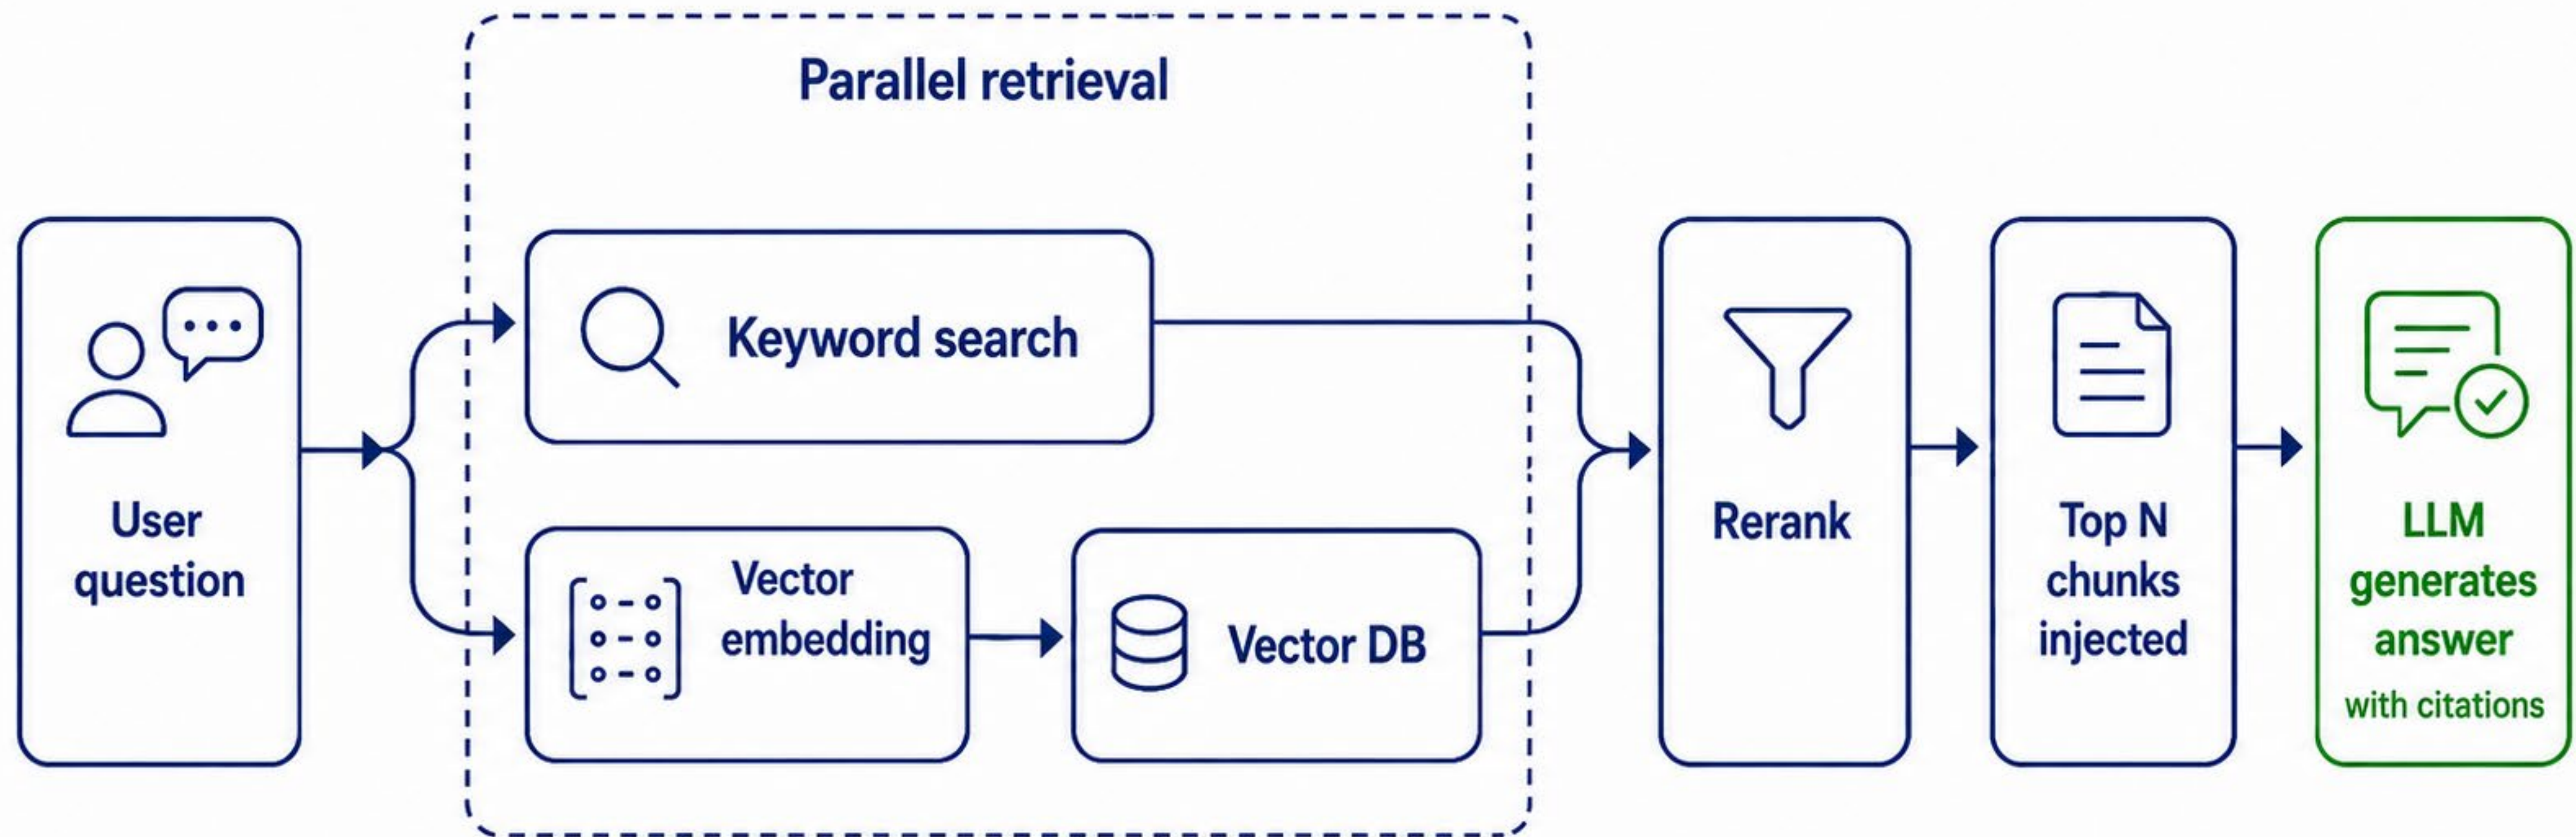 Parallel retrieval
User
question
Keyword search
Vector
embedding
Vector DB
Rerank
Top N
chunks
injected
LLM
generates
answer
with citations